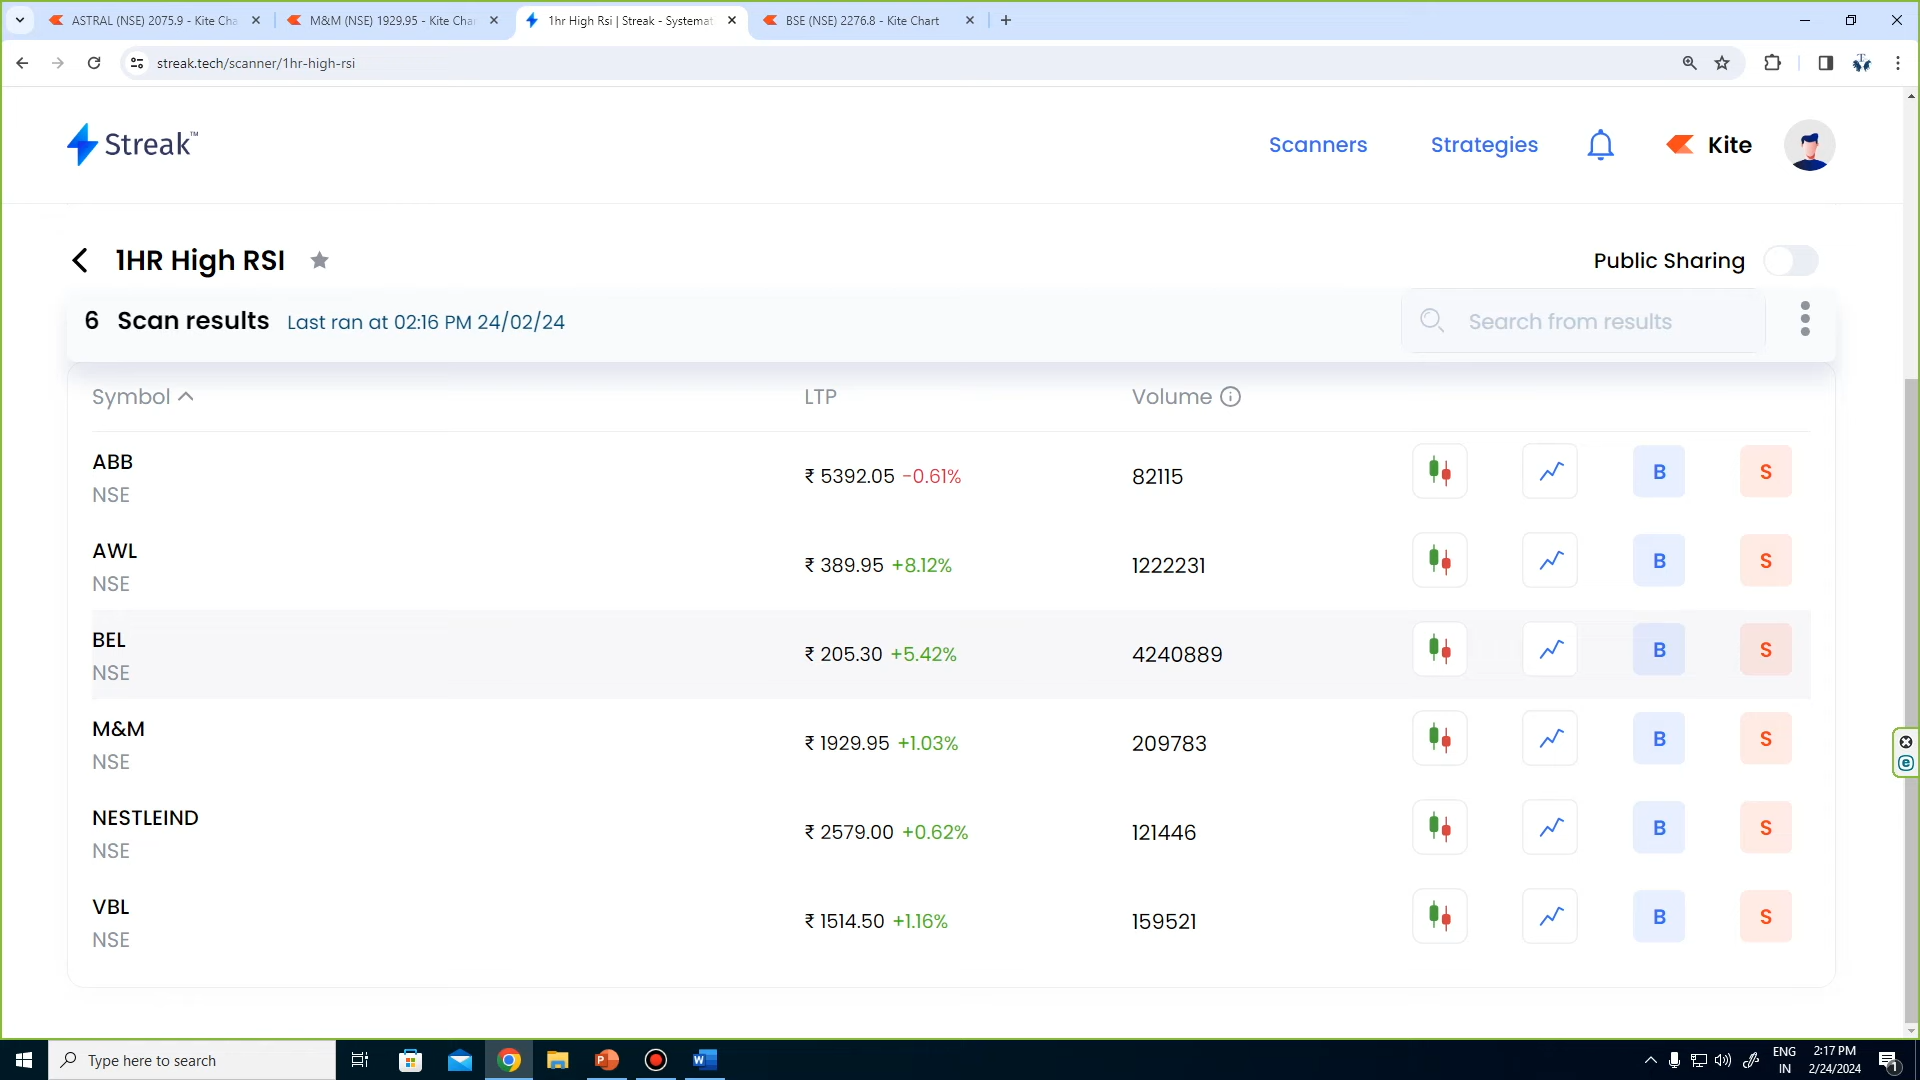 ASTRAL (NSE) 2075.9 - Kite Cha
M&M (NSE) 1929.95 - Kite Char
1hr High Rsi | Streak - Systemat
BSE (NSE) 2276.8 - Kite Chart
streak.tech/scanner/1hr-high-rsi
Streak™
Scanners
Strategies
Kite
1HR High RSI
Public Sharing
6 Scan results Last ran at 02:16 PM 24/02/24
Search from results
Symbol LTP Volume
ABB
NSE
₹ 5392.05 -0.61% 82115 B S
AWL
NSE
₹ 389.95 +8.12% 1222231 B S
BEL
NSE
₹ 205.30 +5.42% 4240889 B S
M&M
NSE
₹ 1929.95 +1.03% 209783 B S
NESTLEIND
NSE
₹ 2579.00 +0.62% 121446 B S
VBL
NSE
₹ 1514.50 +1.16% 159521 B S
Type here to search
ENG
IN
2:17 PM
2/24/2024
1